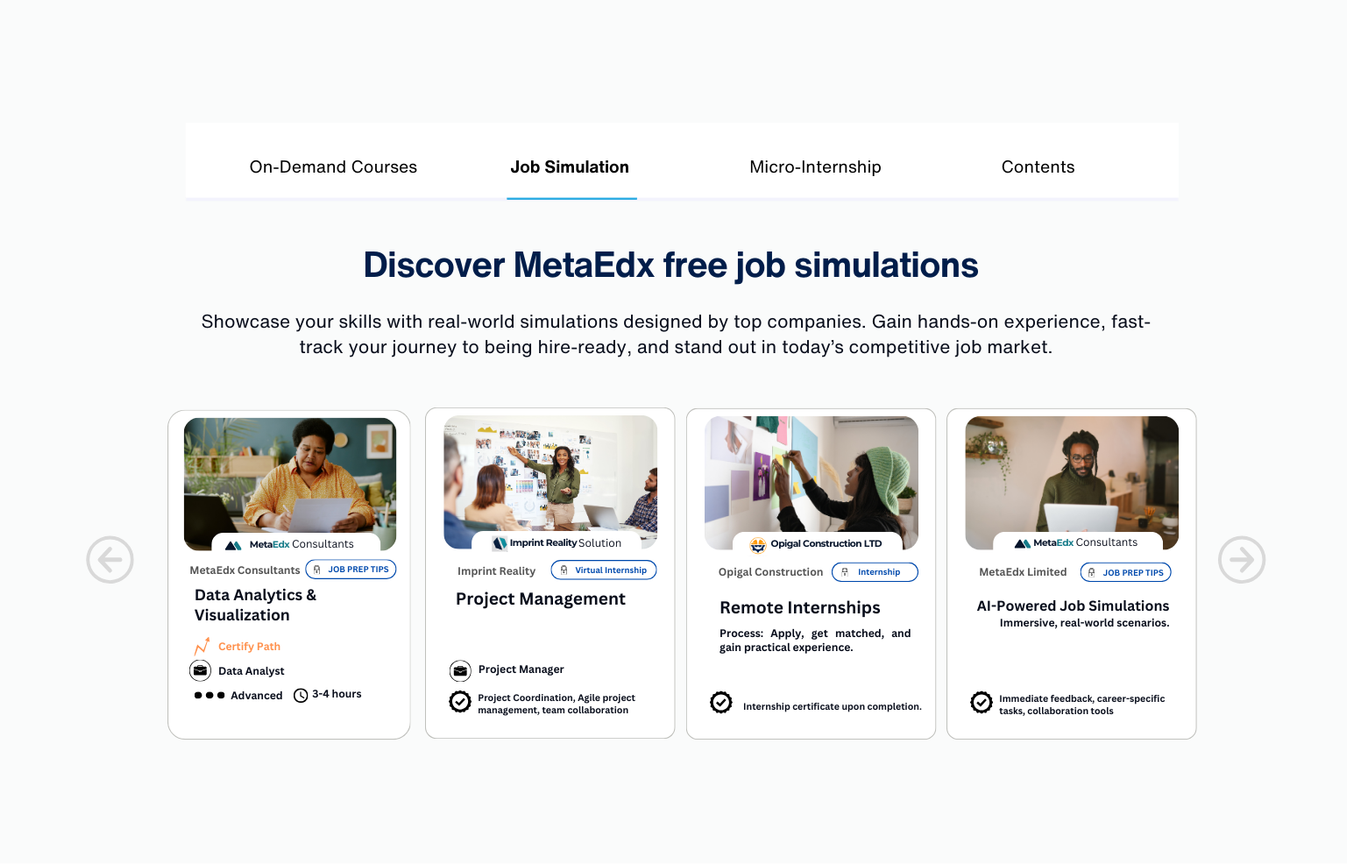 On-Demand Courses
Job Simulation
Micro-Internship
Contents
Discover MetaEdx free job simulations
Showcase your skills with real-world simulations designed by top companies. Gain hands-on experience, fast-
track your journey to being hire-ready, and stand out in today’s competitive job market.
MetaEdx Consultants
MetaEdx Consultants
JOB PREP TIPS
Data Analytics &
Visualization
Certify Path
Data Analyst
Advanced
3-4 hours
Imprint Reality Solution
Imprint Reality
Virtual Internship
Project Management
Project Manager
Project Coordination, Agile project
management, team collaboration
Opigal Construction LTD
Opigal Construction
Internship
Remote Internships
Process: Apply, get matched, and
gain practical experience.
Internship certificate upon completion.
MetaEdx Consultants
MetaEdx Limited
JOB PREP TIPS
AI-Powered Job Simulations
Immersive, real-world scenarios.
Immediate feedback, career-specific
tasks, collaboration tools